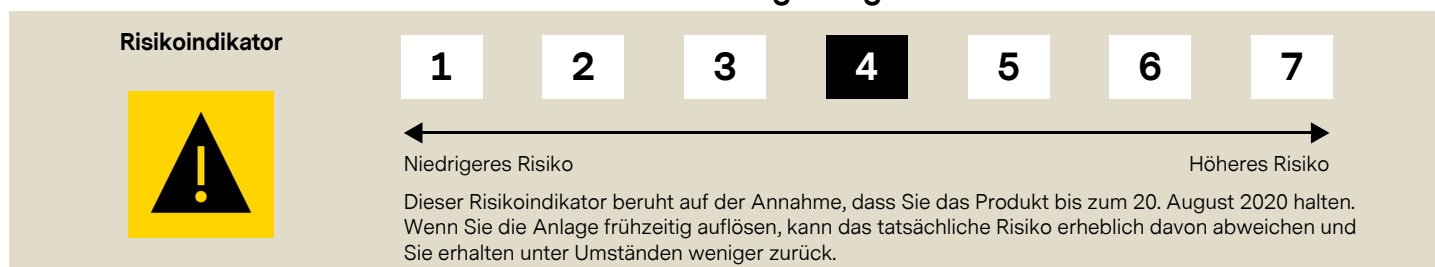 Risikoindikator
1 2 3 4 5 6 7
Niedrigeres Risiko Höheres Risiko
Dieser Risikoindikator beruht auf der Annahme, dass Sie das Produkt bis zum 20. August 2020 halten.
Wenn Sie die Anlage frühzeitig auflösen, kann das tatsächliche Risiko erheblich davon abweichen und
Sie erhalten unter Umständen weniger zurück.